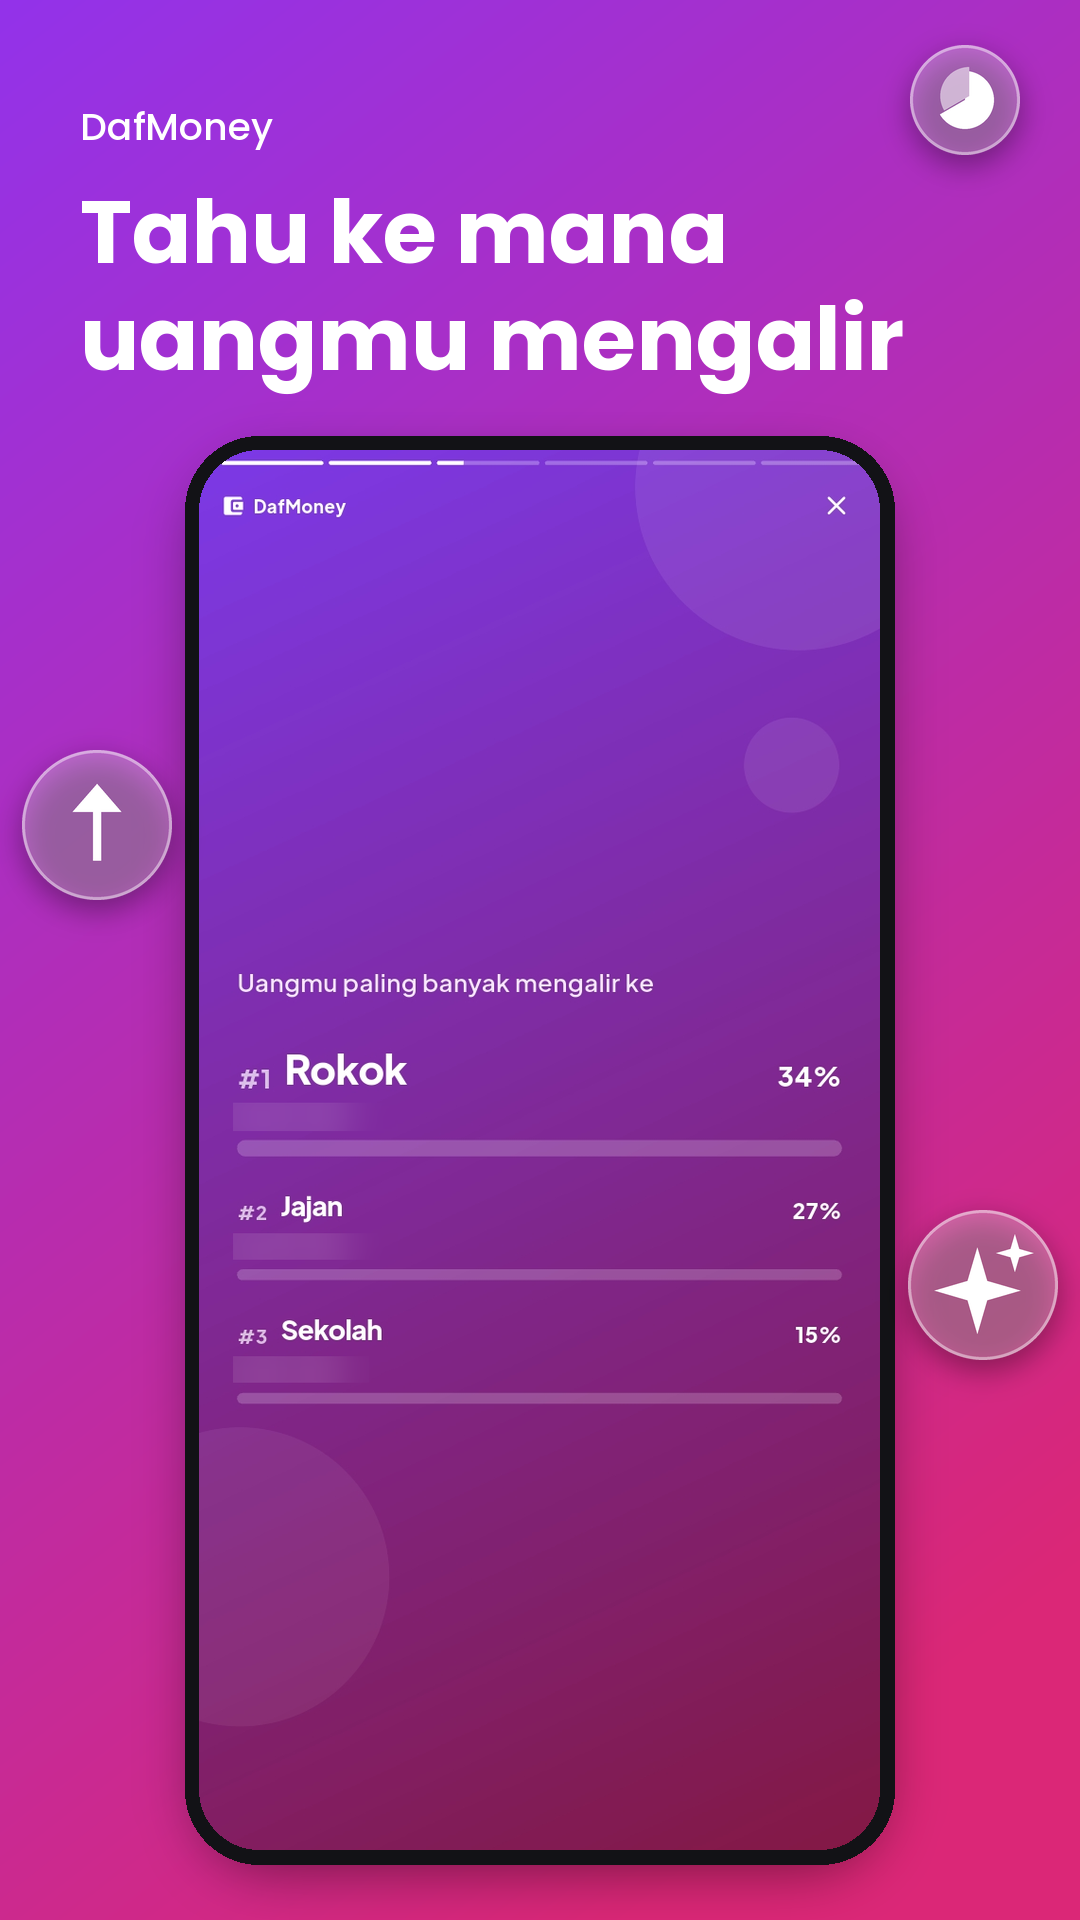 DafMoney
Tahu ke mana
uangmu mengalir
DafMoney
Uangmu paling banyak mengalir ke
#1 Rokok 34%
#2 Jajan 27%
#3 Sekolah 15%